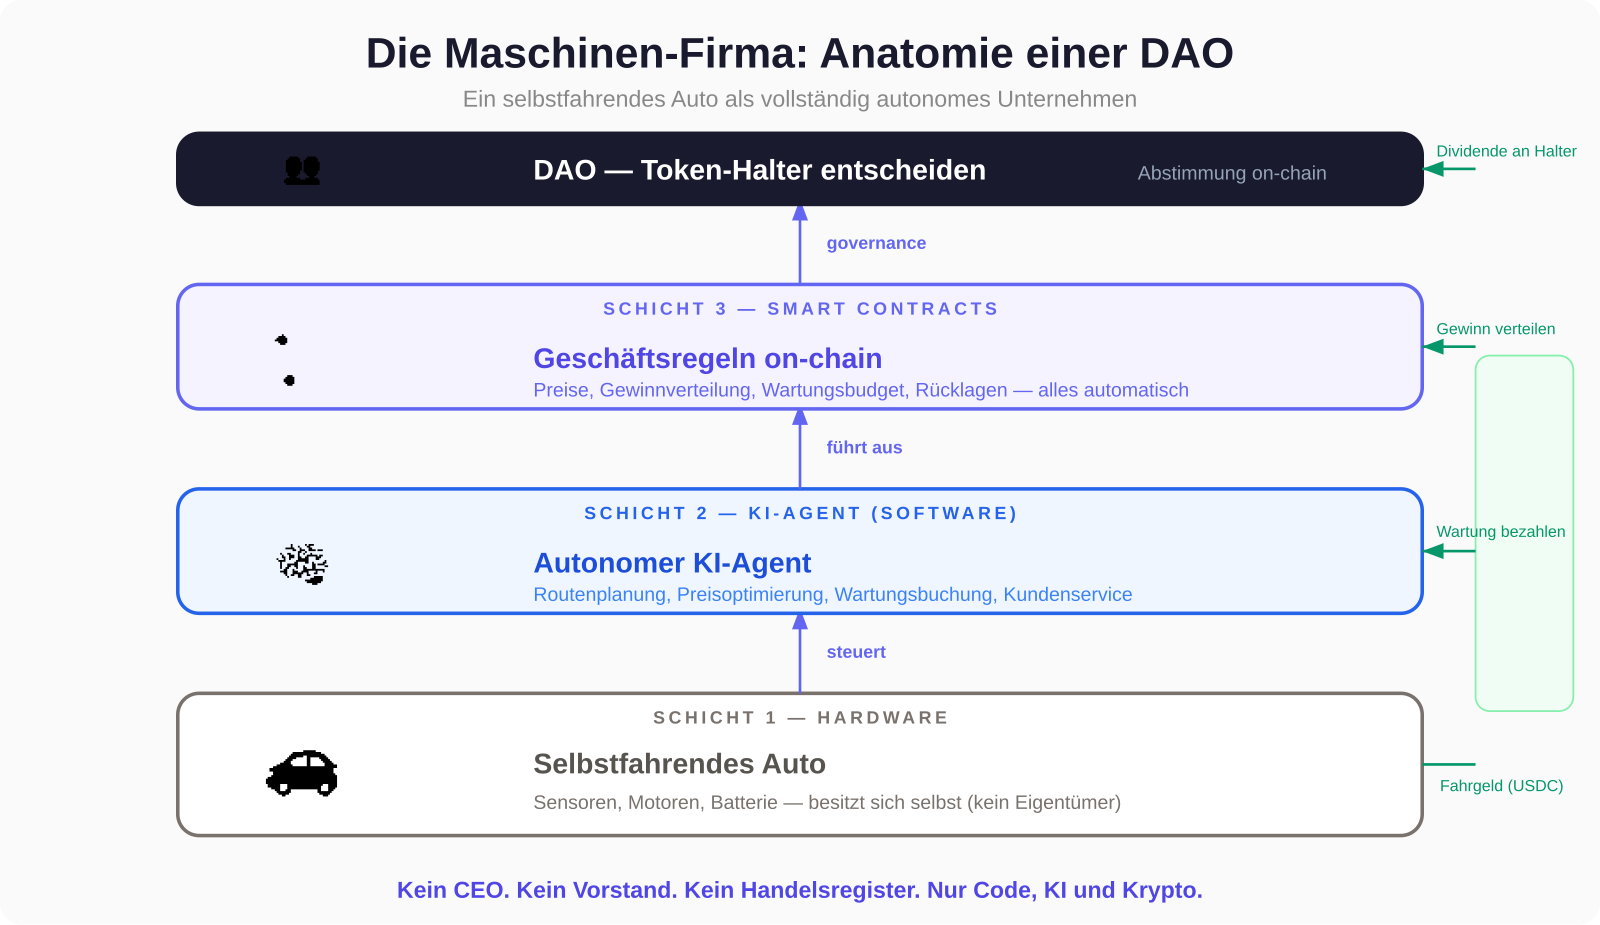 Die Maschinen-Firma: Anatomie einer DAO
Ein selbstfahrendes Auto als vollständig autonomes Unternehmen
DAO — Token-Halter entscheiden
Abstimmung on-chain
Dividende an Halter
governance
SCHICHT 3 — SMART CONTRACTS
Geschäftsregeln on-chain
Preise, Gewinnverteilung, Wartungsbudget, Rücklagen — alles automatisch
Gewinn verteilen
führt aus
SCHICHT 2 — KI-AGENT (SOFTWARE)
Autonomer KI-Agent
Routenplanung, Preisoptimierung, Wartungsbuchung, Kundenservice
Wartung bezahlen
steuert
SCHICHT 1 — HARDWARE
Selbstfahrendes Auto
Sensoren, Motoren, Batterie — besitzt sich selbst (kein Eigentümer)
Fahrgeld (USDC)
Kein CEO. Kein Vorstand. Kein Handelsregister. Nur Code, KI und Krypto.